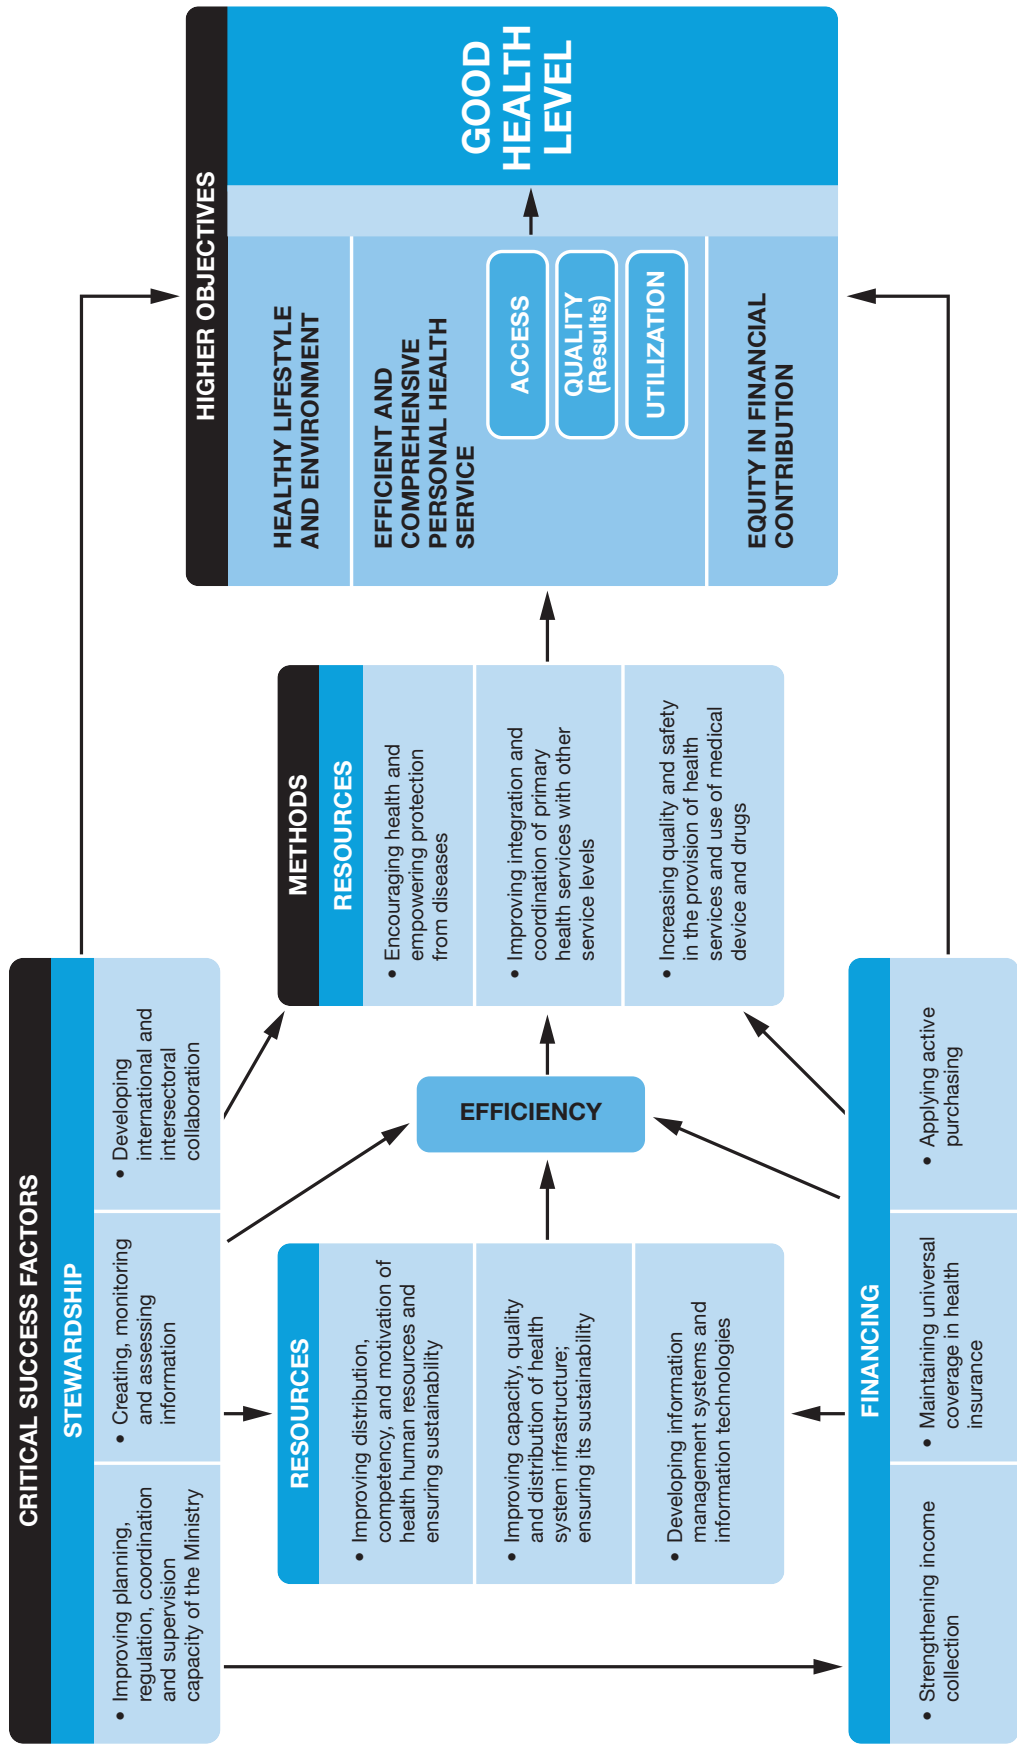 CRITICAL SUCCESS FACTORS
STEWARDSHIP
• Improving planning,
regulation, coordination
and supervision
capacity of the Ministry
• Creating, monitoring
and assessing
information
• Developing
international and
intersectoral
collaboration
RESOURCES
• Improving distribution,
competency, and motivation of
health human resources and
ensuring sustainability
• Improving capacity, quality
and distribution of health
system infrastructure;
ensuring its sustainability
• Developing information
management systems and
information technologies
EFFICIENCY
METHODS
RESOURCES
• Encouraging health and
empowering protection
from diseases
• Improving integration and
coordination of primary
health services with other
service levels
• Increasing quality and safety
in the provision of health
services and use of medical
device and drugs
FINANCING
• Strengthening income
collection
• Maintaining universal
coverage in health
insurance
• Applying active
purchasing
HIGHER OBJECTIVES
HEALTHY LIFESTYLE
AND ENVIRONMENT
EFFICIENT AND
COMPREHENSIVE
PERSONAL HEALTH
SERVICE
ACCESS
QUALITY
(Results)
UTILIZATION
EQUITY IN FINANCIAL
CONTRIBUTION
GOOD
HEALTH
LEVEL